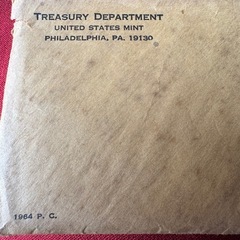 TREASURY DEPARTMENT
UNITED STATES MINT
PHILADELPHIA, PA. 19130
1964 P. C.